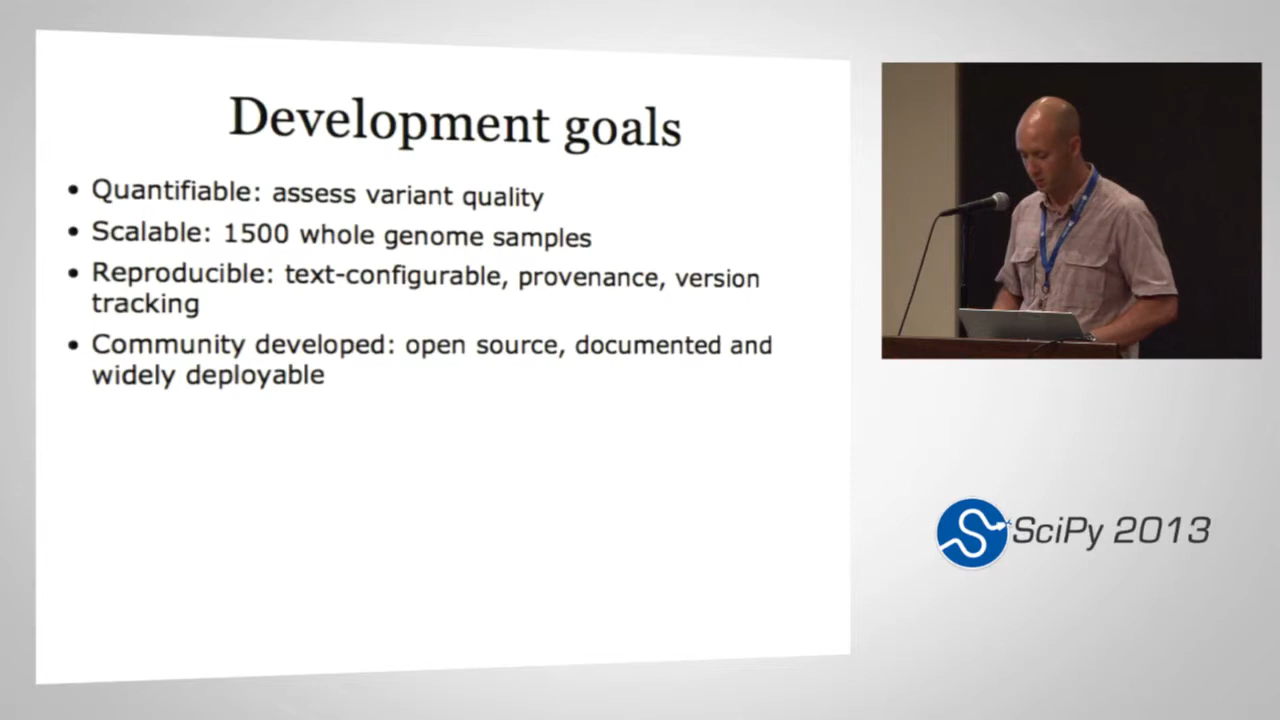 Development goals
• Quantifiable: assess variant quality
• Scalable: 1500 whole genome samples
• Reproducible: text-configurable, provenance, version
tracking
• Community developed: open source, documented and
widely deployable
SciPy 2013